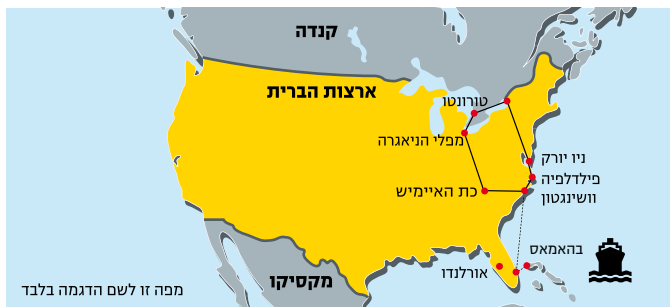 קנדה
ארצות הברית
טורונטו
מפלי הניאגרה
ניו יורק
פילדלפיה
וושינגטון
כת האיימיש
בהאמאס
אורלנדו
מקסיקו
מפה זו לשם הדגמה בלבד